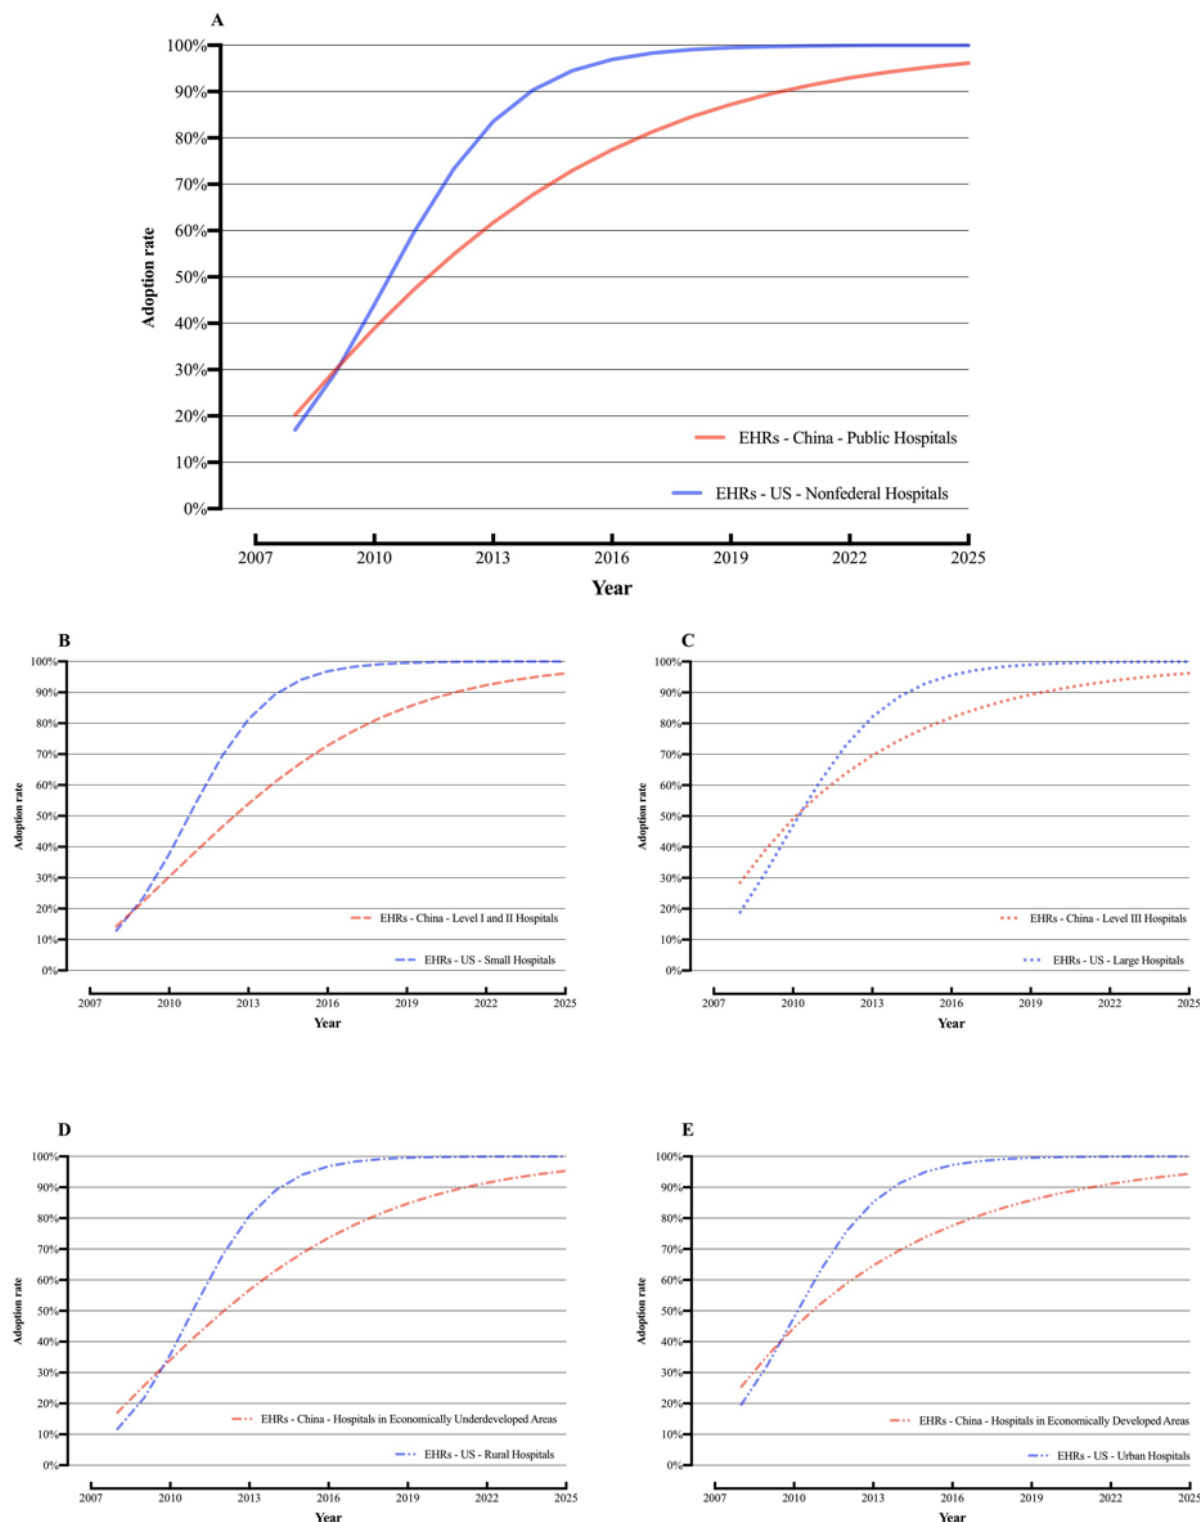 A
100%
90%
80%
70%
60%
50%
40%
30%
20%
10%
0%
Adoption rate
EHRs - China - Public Hospitals
EHRs - US - Nonfederal Hospitals
2007 2010 2013 2016 2019 2022 2025
Year
B
100%
90%
80%
70%
60%
50%
40%
30%
20%
10%
0%
Adoption rate
EHRs - China - Level I and II Hospitals
EHRs - US - Small Hospitals
2007 2010 2013 2016 2019 2022 2025
Year
C
100%
90%
80%
70%
60%
50%
40%
30%
20%
10%
0%
Adoption rate
EHRs - China - Level III Hospitals
EHRs - US - Large Hospitals
2007 2010 2013 2016 2019 2022 2025
Year
D
100%
90%
80%
70%
60%
50%
40%
30%
20%
10%
0%
Adoption rate
EHRs - China - Hospitals in Economically Underdeveloped Areas
EHRs - US - Rural Hospitals
2007 2010 2013 2016 2019 2022 2025
Year
E
100%
90%
80%
70%
60%
50%
40%
30%
20%
10%
0%
Adoption rate
EHRs - China - Hospitals in Economically Developed Areas
EHRs - US - Urban Hospitals
2007 2010 2013 2016 2019 2022 2025
Year